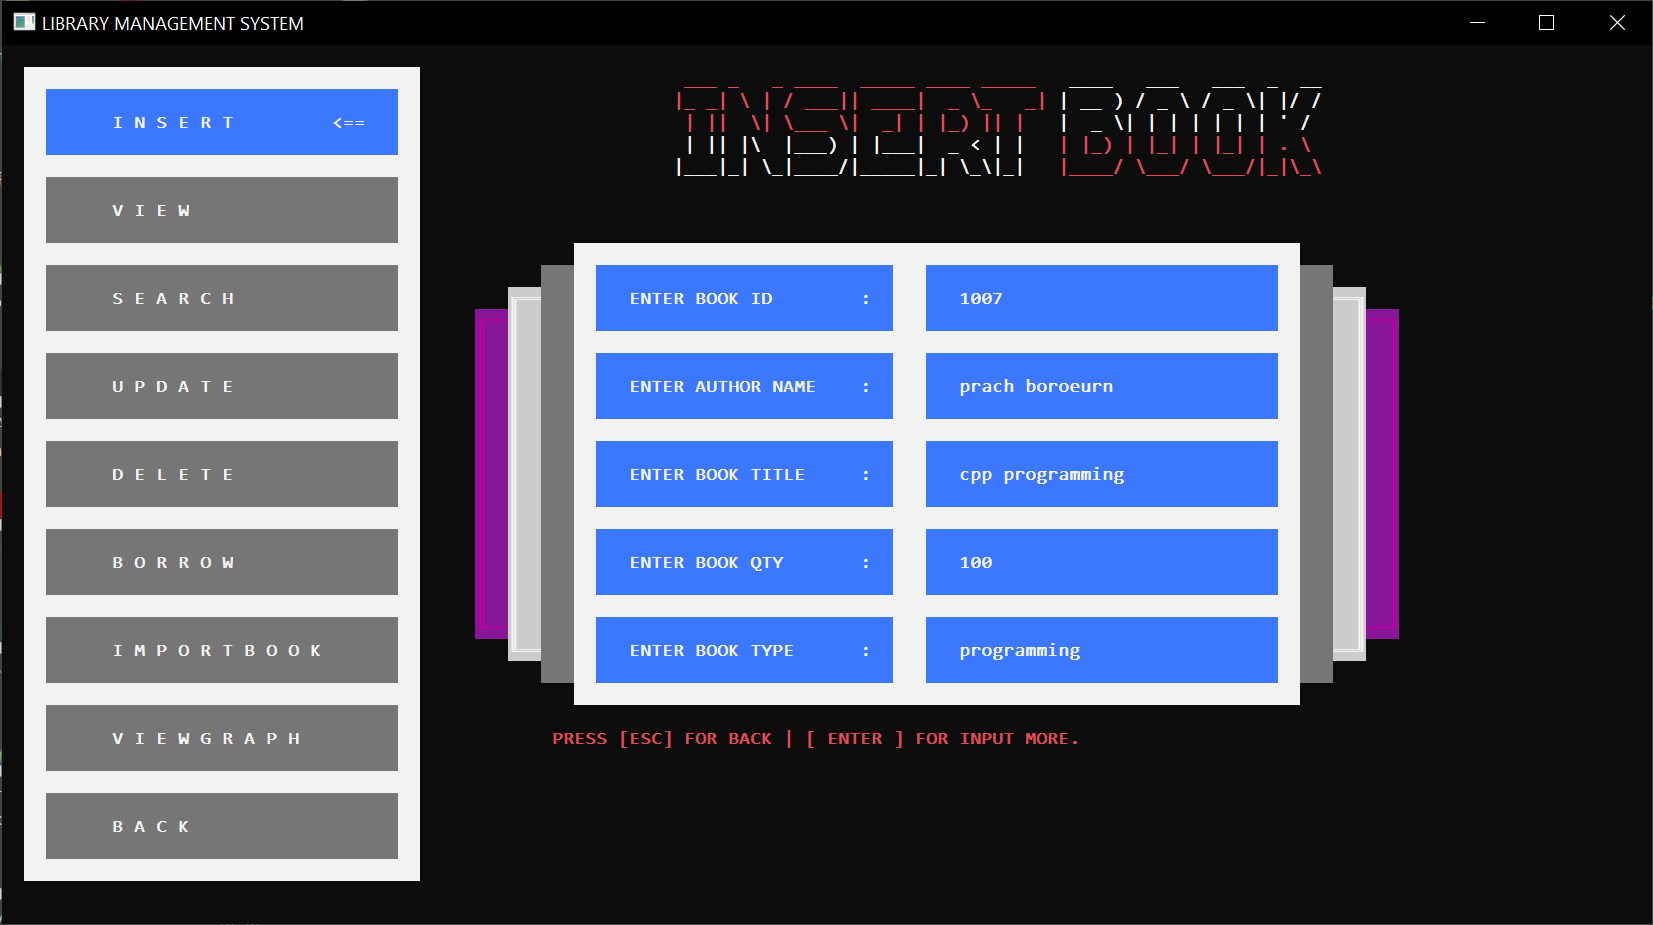 LIBRARY MANAGEMENT SYSTEM
INSERT BOOK
I N S E R T <==
V I E W
S E A R C H
U P D A T E
D E L E T E
B O R R O W
I M P O R T B O O K
V I E W G R A P H
B A C K
ENTER BOOK ID : 1007
ENTER AUTHOR NAME : prach boroeurn
ENTER BOOK TITLE : cpp programming
ENTER BOOK QTY : 100
ENTER BOOK TYPE : programming
PRESS [ESC] FOR BACK | [ ENTER ] FOR INPUT MORE.